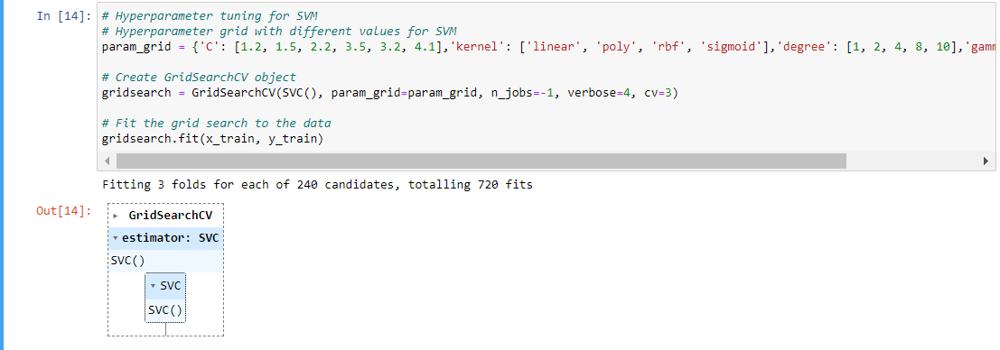 In [14]:
# Hyperparameter tuning for SVM
# Hyperparameter grid with different values for SVM
param_grid = {'C': [1.2, 1.5, 2.2, 3.5, 3.2, 4.1],'kernel': ['linear', 'poly', 'rbf', 'sigmoid'],'degree': [1, 2, 4, 8, 10],'gamm
# Create GridSearchCV object
gridsearch = GridSearchCV(SVC(), param_grid=param_grid, n_jobs=-1, verbose=4, cv=3)
# Fit the grid search to the data
gridsearch.fit(x_train, y_train)
Fitting 3 folds for each of 240 candidates, totalling 720 fits
Out[14]:
GridSearchCV
estimator: SVC
SVC()
SVC
SVC()